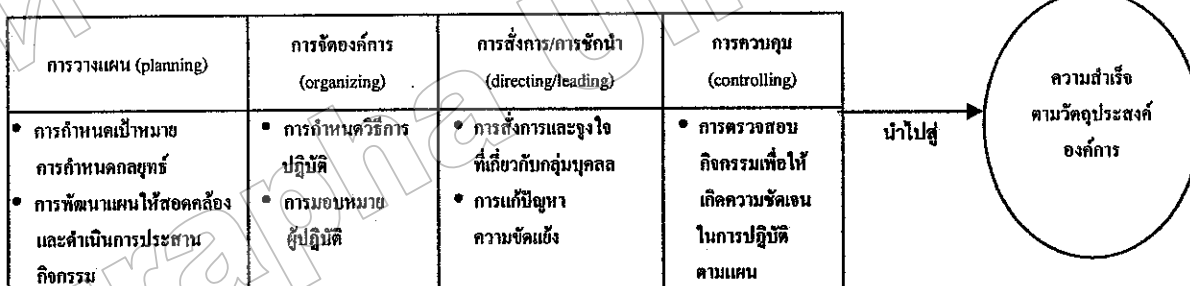 การวางแผน (planning)
การจัดองค์การ
(organizing)
การสั่งการ/การชักนำ
(directing/leading)
การควบคุม
(controlling)
• การกำหนดเป้าหมาย
การกำหนดกลยุทธ์
• การพัฒนาแผนให้สอดคล้อง
และดำเนินการประสาน
กิจกรรม
• การกำหนดวิธีการ
ปฏิบัติ
• การมอบหมาย
ผู้ปฏิบัติ
• การสั่งการและจูงใจ
ที่เกี่ยวกับกลุ่มบุคลล
• การแก้ปัญหา
ความขัดแย้ง
• การตรวจสอบ
กิจกรรมเพื่อให้
เกิดความชัดเจน
ในการปฏิบัติ
ตามแผน
นำไปสู่
ความสำเร็จ
ตามวัตถุประสงค์
องค์การ